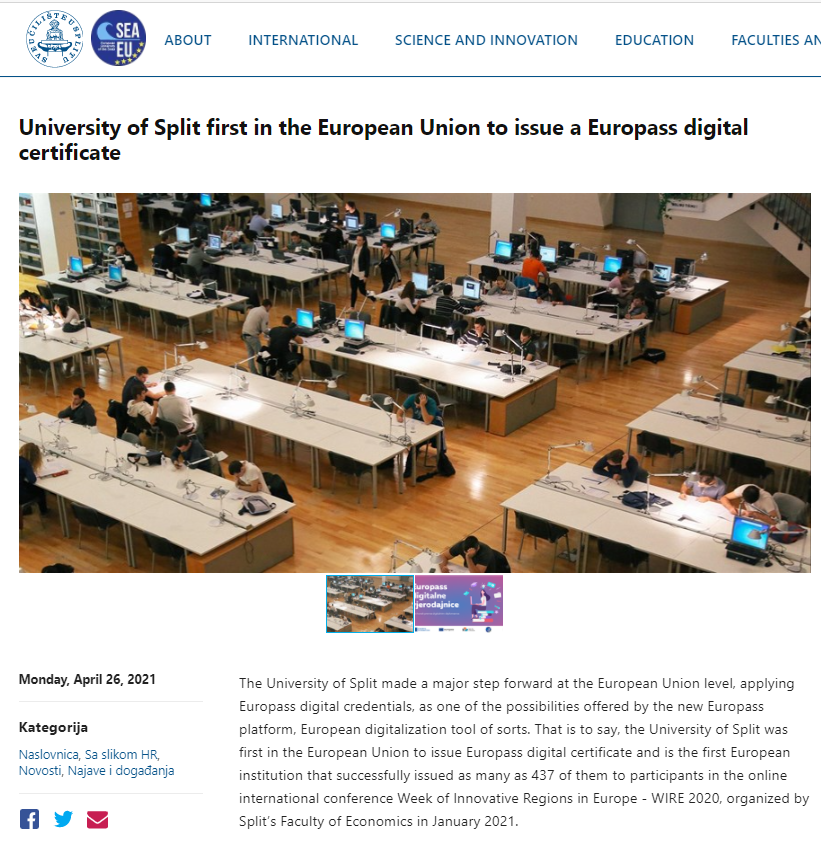 SVEUČILIŠTE U SPLITU
SEA
EU
ABOUT
INTERNATIONAL
SCIENCE AND INNOVATION
EDUCATION
FACULTIES AN
University of Split first in the European Union to issue a Europass digital
certificate
uropass
igitalne
jerodajnice
Monday, April 26, 2021
Kategorija
Naslovnica, Sa slikom HR,
Novosti, Najave i događanja
The University of Split made a major step forward at the European Union level, applying
Europass digital credentials, as one of the possibilities offered by the new Europass
platform, European digitalization tool of sorts. That is to say, the University of Split was
first in the European Union to issue Europass digital certificate and is the first European
institution that successfully issued as many as 437 of them to participants in the online
international conference Week of Innovative Regions in Europe - WIRE 2020, organized by
Split’s Faculty of Economics in January 2021.